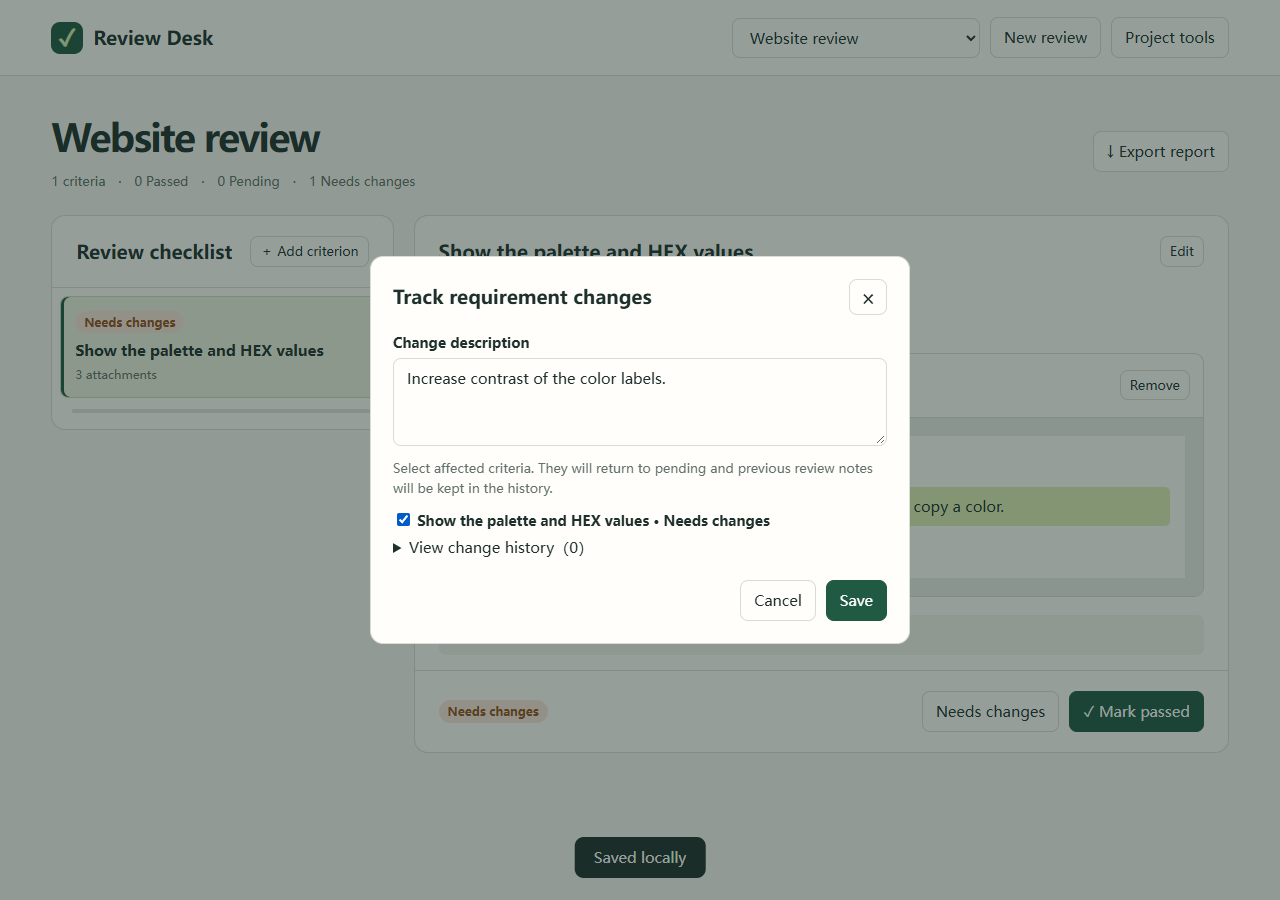 Review Desk
Website review
New review
Project tools
Website review
1 criteria · 0 Passed · 0 Pending · 1 Needs changes
↓ Export report
Review checklist
+ Add criterion
Show the palette and HEX values
Edit
Needs changes
Show the palette and HEX values
3 attachments
Remove
copy a color.
Track requirement changes
×
Change description
Increase contrast of the color labels.
Select affected criteria. They will return to pending and previous review notes
will be kept in the history.
Show the palette and HEX values • Needs changes
View change history (0)
Cancel
Save
Needs changes
Needs changes
✓ Mark passed
Saved locally